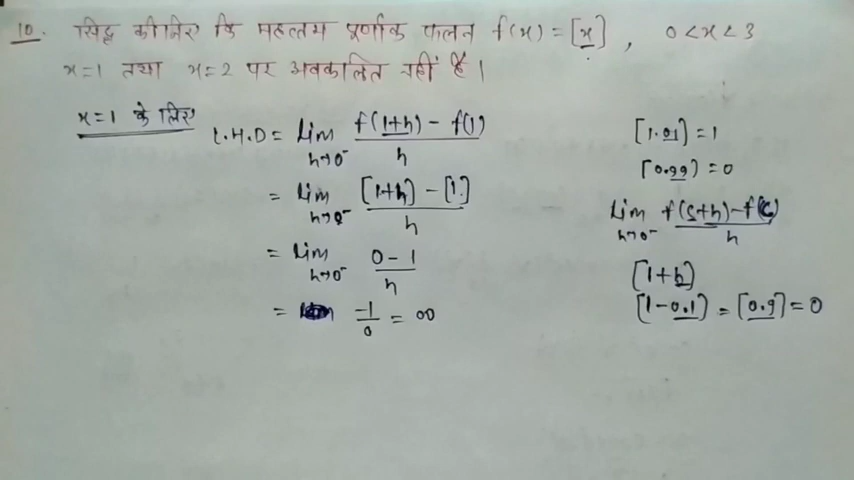 10. सिद्ध कीजिए कि महत्तम पूर्णांक फलन f(x) = [x] , 0 < x < 3
x=1 तथा x=2 पर अवकलित नहीं है।
x=1 के लिए
L.H.D = lim h→0⁻ f(1+h) - f(1) / h
= lim h→0⁻ [1+h] - [1] / h
= lim h→0⁻ 0 - 1 / h
= -1 / 0 = ∞
[1.01] = 1
[0.99) = 0
lim h→0⁻ f(c+h) - f(c) / h
[1+h]
[1-0.1] = [0.9] = 0